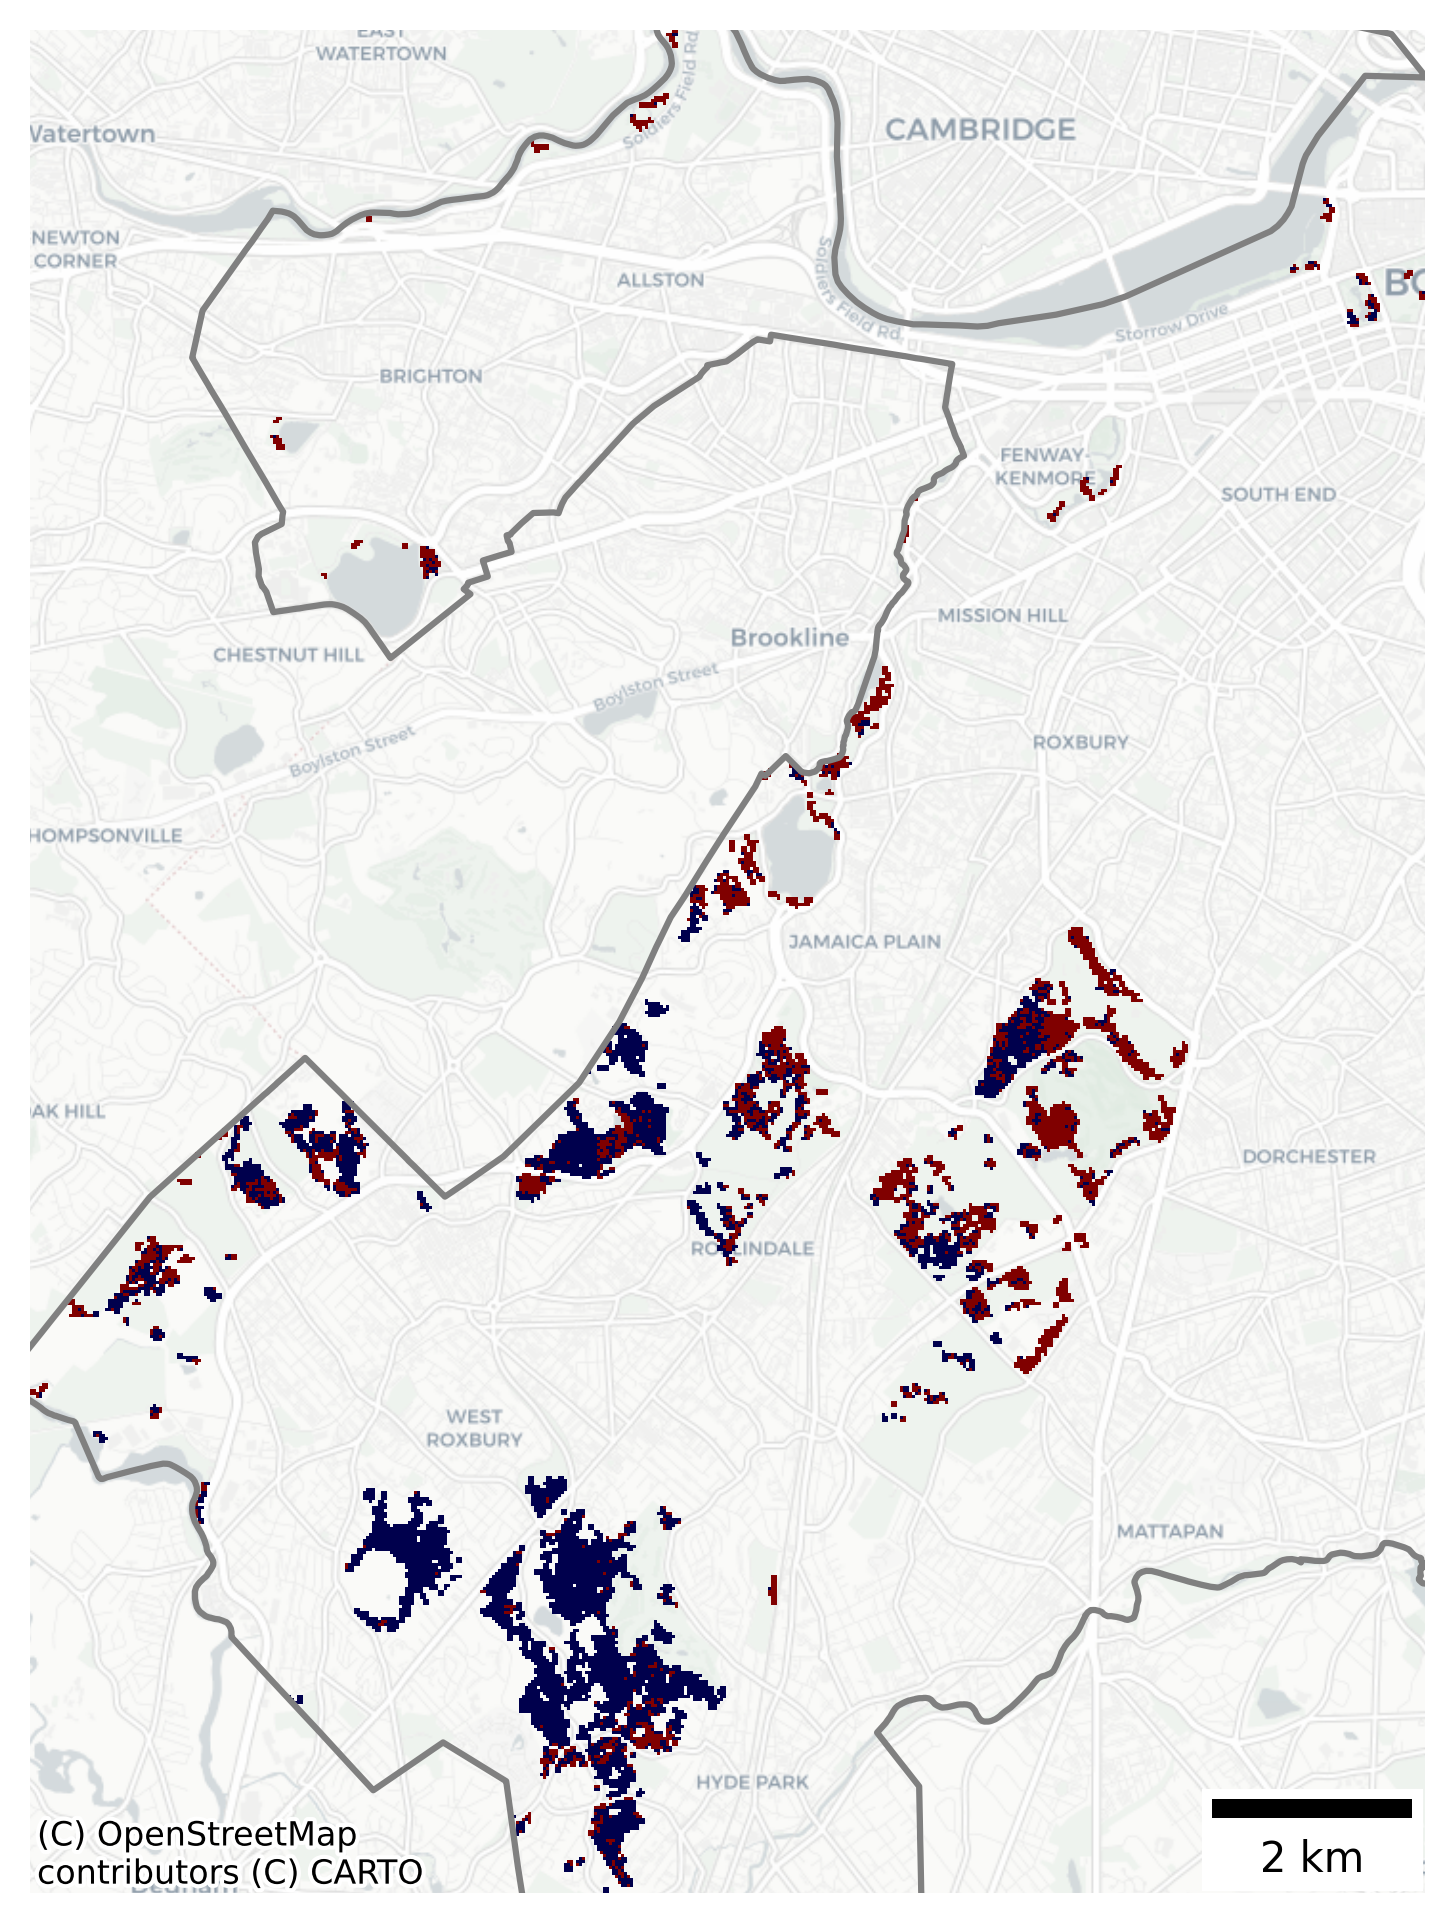 EAST
WATERTOWN
Soldiers Field Rd
Watertown
CAMBRIDGE
NEWTON
CORNER
ALLSTON
Soldiers Field Rd.
Storrow Drive
BO
BRIGHTON
FENWAY-
KENMORE
SOUTH END
MISSION HILL
Brookline
CHESTNUT HILL
Boylston Street
Boylston Street
ROXBURY
HOMPSONVILLE
JAMAICA PLAIN
OAK HILL
DORCHESTER
ROSLINDALE
WEST
ROXBURY
MATTAPAN
HYDE PARK
(C) OpenStreetMap
contributors (C) CARTO
Dedham
2 km